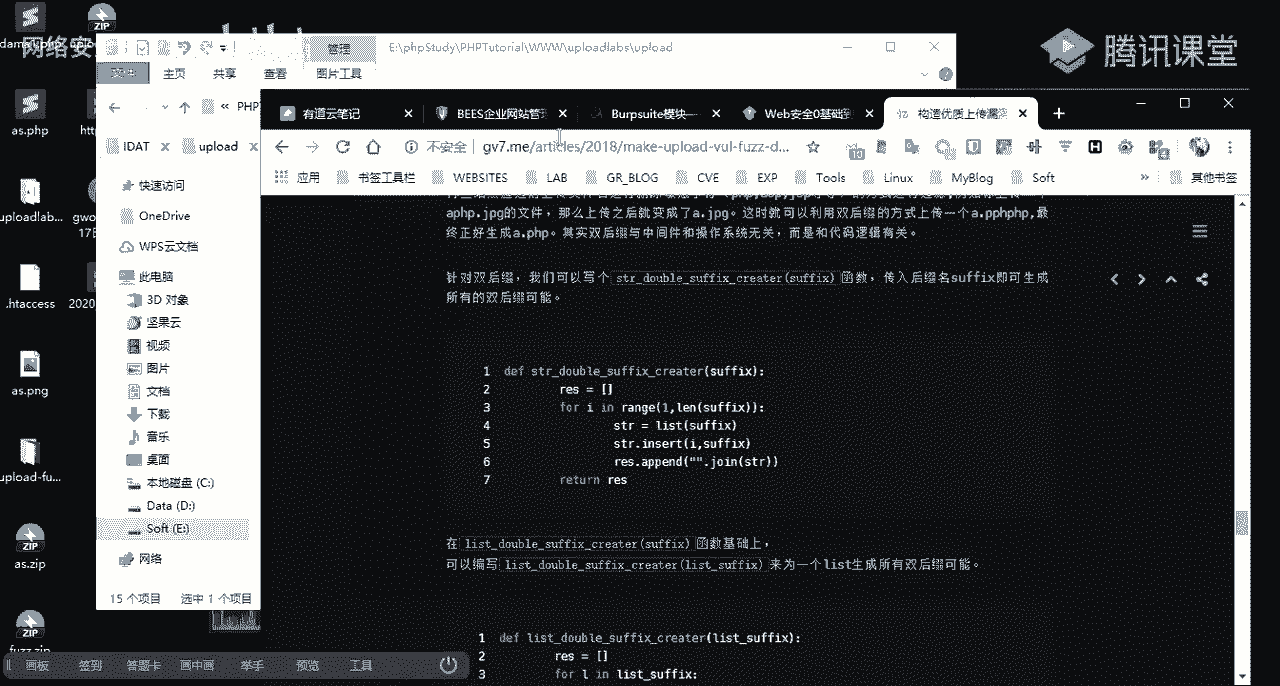 管理
E:\phpStudy\PHPTutorial\WWW\uploadlabs\upload
文件
主页
共享
查看
图片工具
腾讯课堂
网络安
ZIP
as.php
uploadlab...
.htaccess
as.png
upload-fu...
ZIP
as.zip
ZIP
fuzz.zip
« PHP
IDAT
upload
快速访问
OneDrive
WPS云文档
此电脑
3D 对象
坚果云
视频
图片
文档
下载
音乐
桌面
本地磁盘 (C:)
Data (D:)
Soft (E:)
网络
15 个项目 选中 1 个项目
有道云笔记
BEES企业网站管
Burpsuite模块—
Web安全0基础
构造优质上传漏
不安全 | gv7.me/articles/2018/make-upload-vul-fuzz-d...
应用 书签工具栏 WEBSITES LAB GR_BLOG CVE EXP Tools Linux MyBlog Soft » 其他书签
aphp.jpg的文件，那么上传之后就变成了a.jpg。这时就可以利用双后缀的方式上传一个a.pphphp,最
终正好生成a.php。其实双后缀与中间件和操作系统无关，而是和代码逻辑有关。
针对双后缀，我们可以写个 str_double_suffix_creater(suffix) 函数，传入后缀名suffix即可生成
所有的双后缀可能。
1 def str_double_suffix_creater(suffix):
2 res = []
3 for i in range(1,len(suffix)):
4 str = list(suffix)
5 str.insert(i,suffix)
6 res.append("".join(str))
7 return res
在 list_double_suffix_creater(suffix) 函数基础上，
可以编写 list_double_suffix_creater(list_suffix) 来为一个list生成所有双后缀可能。
1 def list_double_suffix_creater(list_suffix):
2 res = []
3 for l in list_suffix:
画板 签到 答题卡 画中画 举手 预览 工具